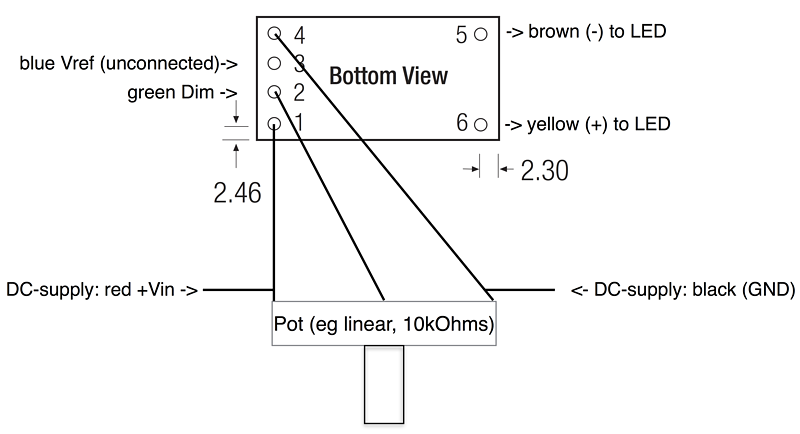 4 5 -> brown (-) to LED
blue Vref (unconnected)-> 3 Bottom View
green Dim -> 2
1 6 -> yellow (+) to LED
2.46 2.30
DC-supply: red +Vin -> <- DC-supply: black (GND)
Pot (eg linear, 10kOhms)